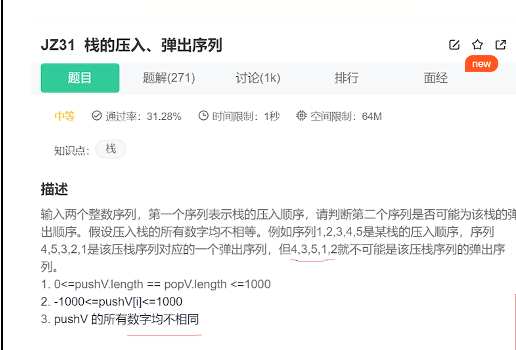 JZ31 栈的压入、弹出序列
new
题目 题解(271) 讨论(1k) 排行 面经
中等 通过率：31.28% 时间限制：1秒 空间限制：64M
知识点： 栈
描述
输入两个整数序列，第一个序列表示栈的压入顺序，请判断第二个序列是否可能为该栈的弹
出顺序。假设压入栈的所有数字均不相等。例如序列1,2,3,4,5是某栈的压入顺序，序列
4,5,3,2,1是该压栈序列对应的一个弹出序列，但4,3,5,1,2就不可能是该压栈序列的弹出序
列。
1. 0<=pushV.length == popV.length <=1000
2. -1000<=pushV[i]<=1000
3. pushV 的所有数字均不相同